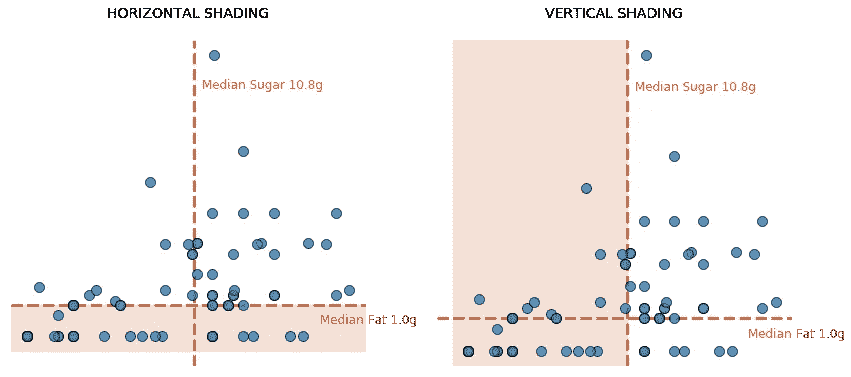 HORIZONTAL SHADING
VERTICAL SHADING
Median Sugar 10.8g
Median Sugar 10.8g
Median Fat 1.0g
Median Fat 1.0g